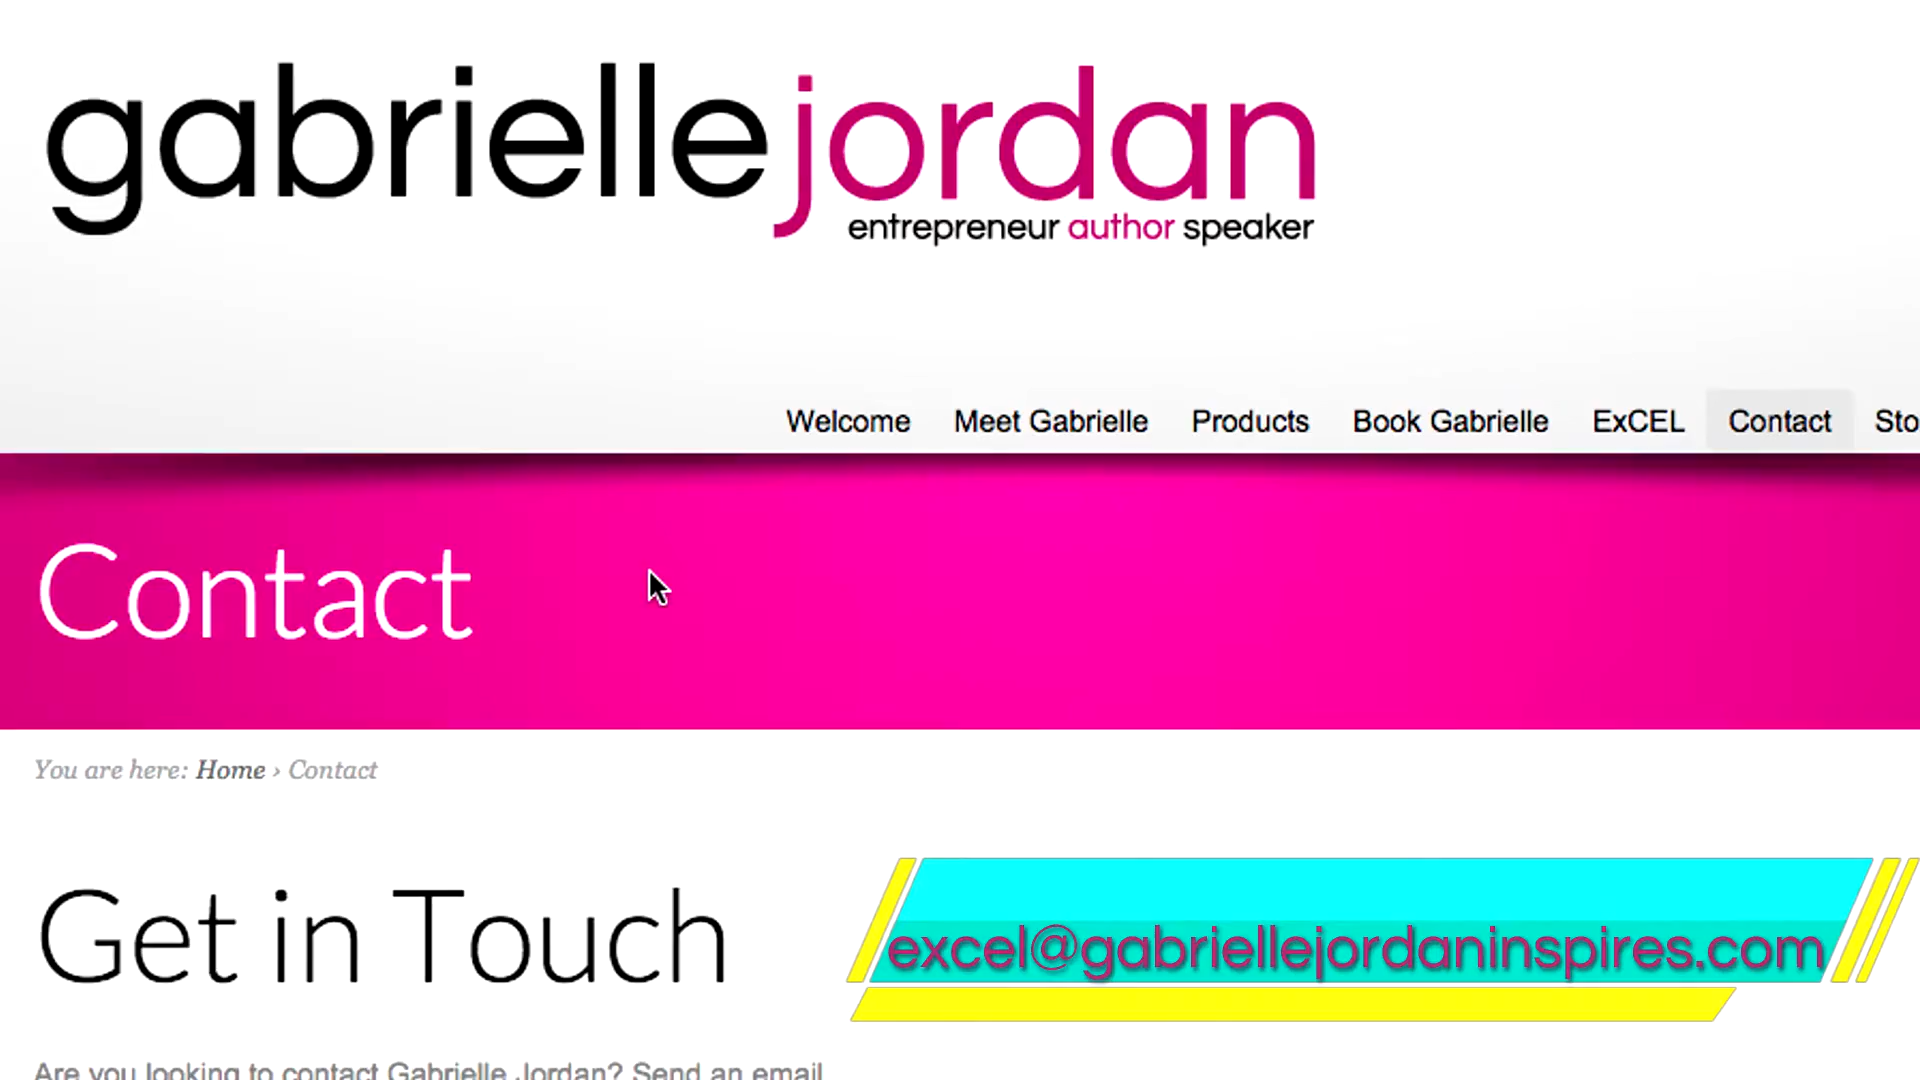 gabriellejordan
entrepreneur author speaker
Welcome Meet Gabrielle Products Book Gabrielle ExCEL Contact Sto
Contact
You are here: Home › Contact
Get in Touch
excel@gabriellejordaninspires.com
Are you looking to contact Gabrielle Jordan? Send an email